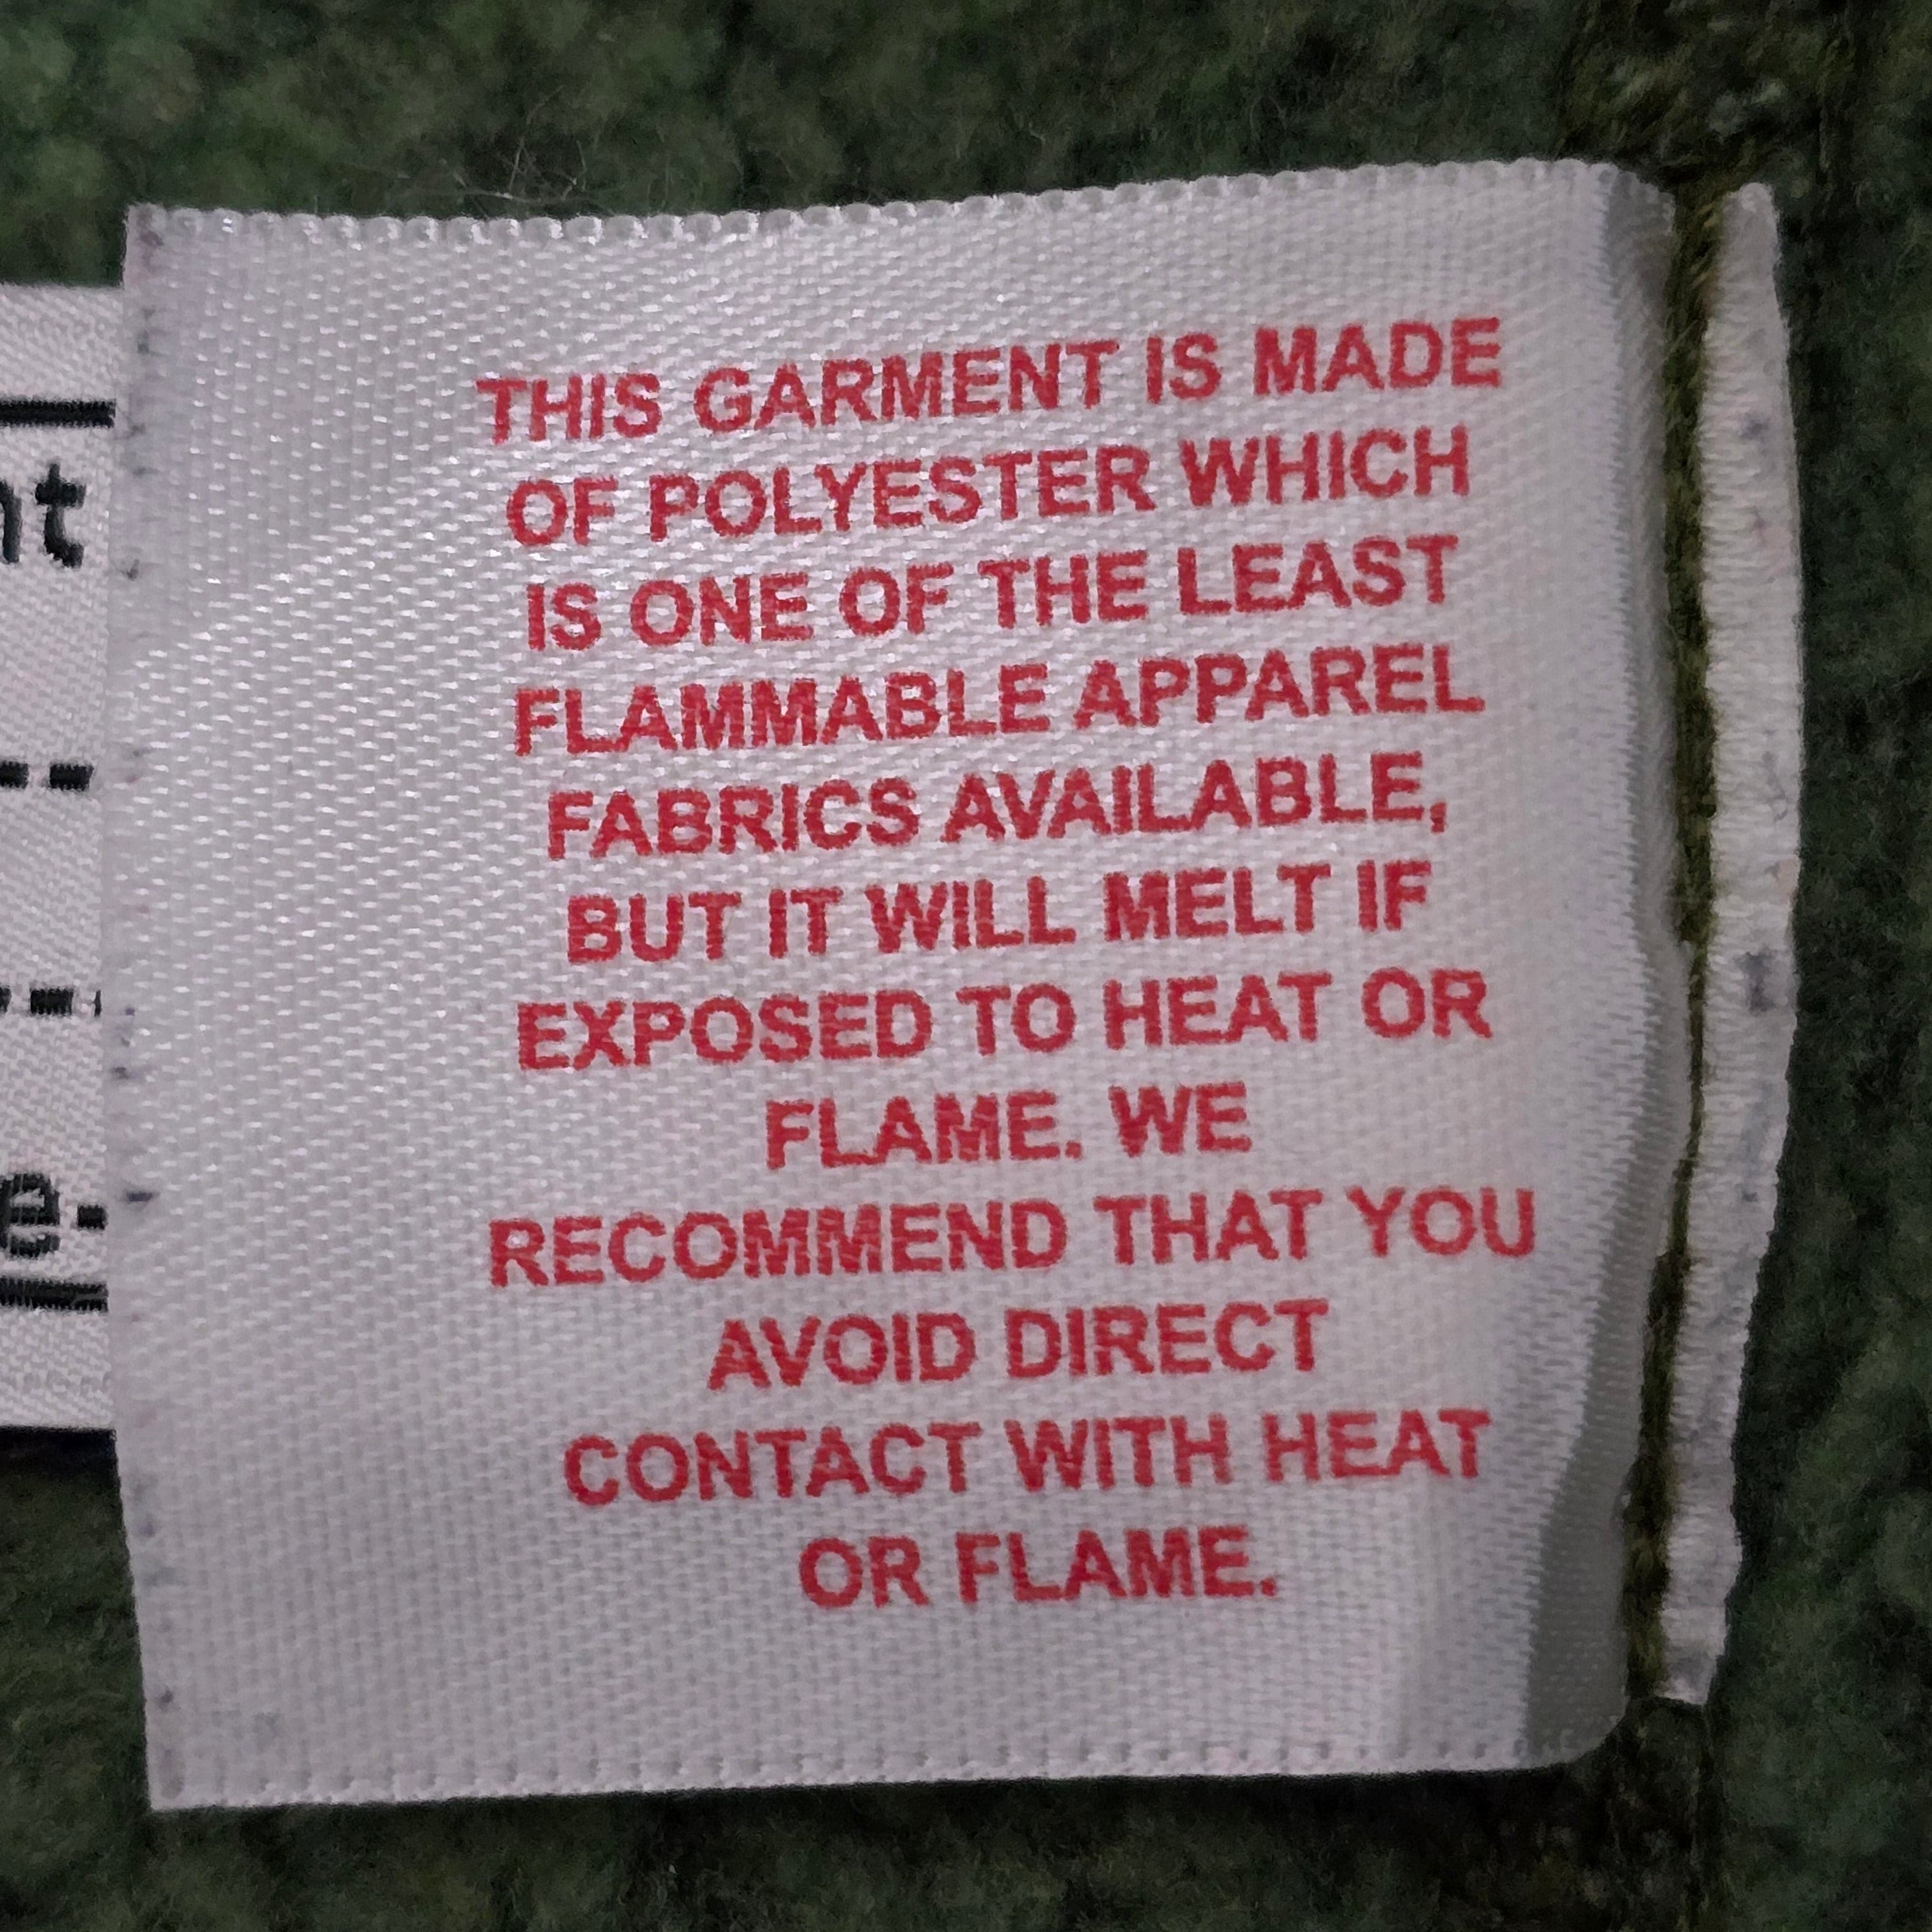 THIS GARMENT IS MADE
OF POLYESTER WHICH
IS ONE OF THE LEAST
FLAMMABLE APPAREL
FABRICS AVAILABLE,
BUT IT WILL MELT IF
EXPOSED TO HEAT OR
FLAME. WE
RECOMMEND THAT YOU
AVOID DIRECT
CONTACT WITH HEAT
OR FLAME.